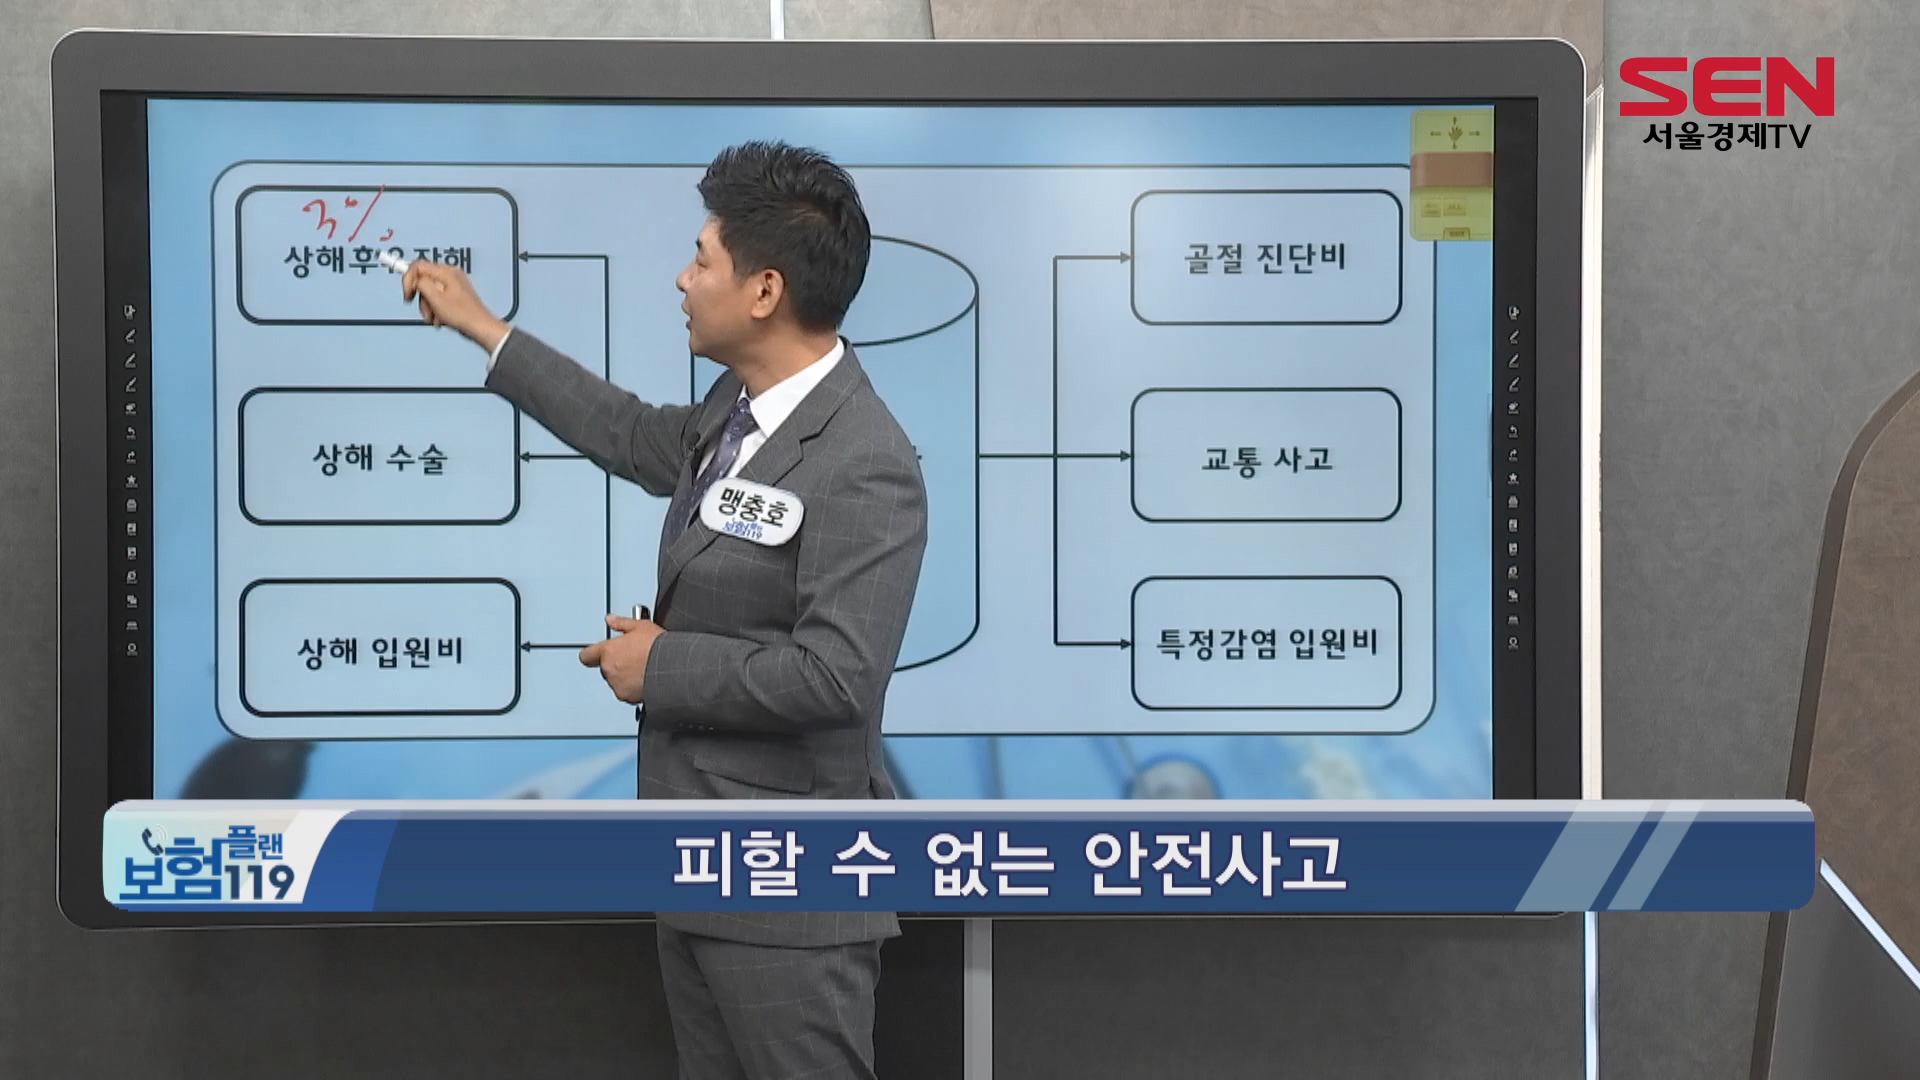 SEN
서울경제TV
3%
상해후유장해
골절 진단비
상해 수술
교통 사고
맹충호
보험플랜119
상해 입원비
특정감염 입원비
보험플랜119
피할 수 없는 안전사고